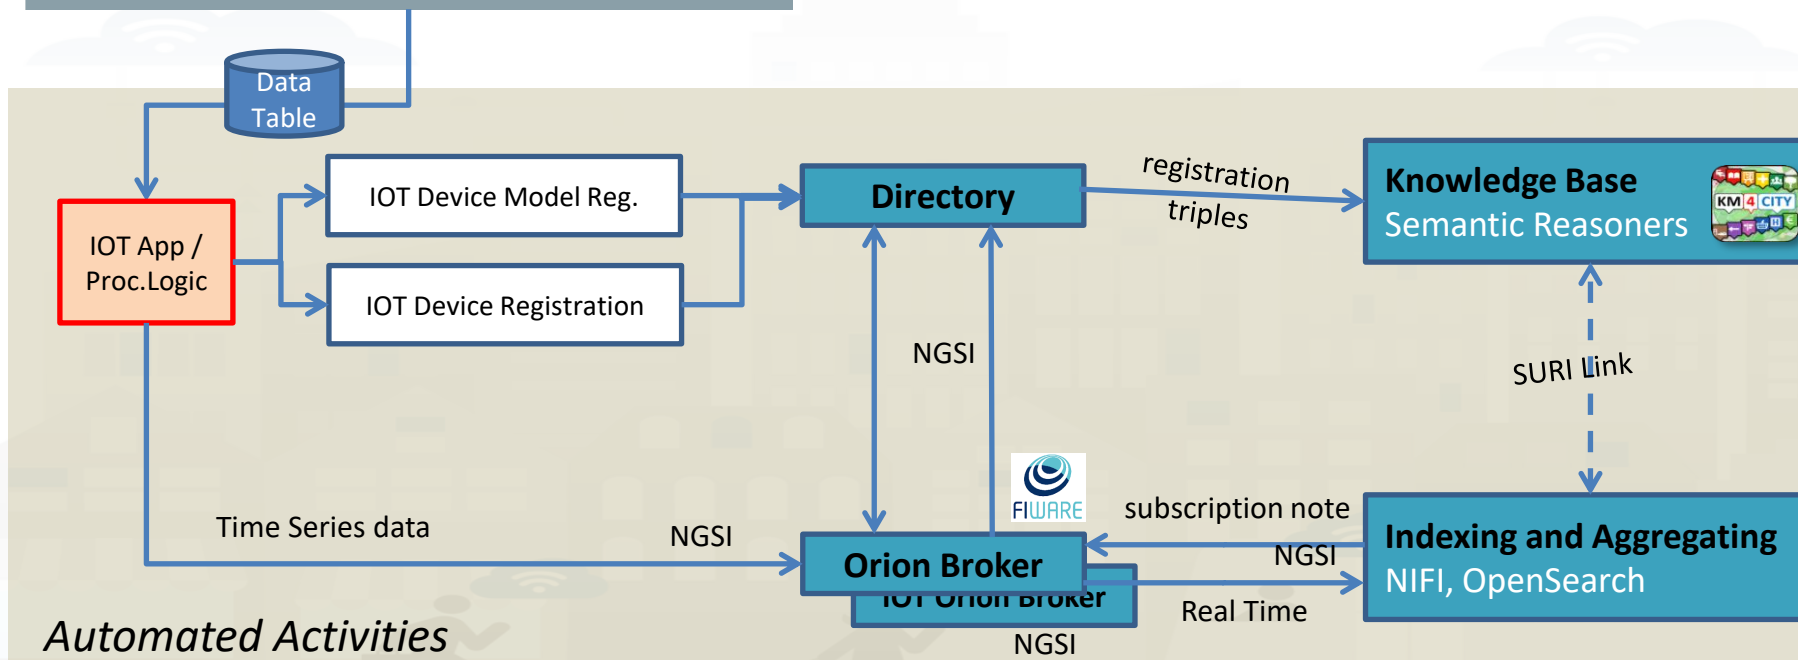 Data
Table
IOT App /
Proc.Logic
IOT Device Model Reg.
IOT Device Registration
Directory
registration
triples
Knowledge Base
Semantic Reasoners
KM 4 CITY
NGSI
SURI Link
FIWARE
Time Series data
NGSI
subscription note
NGSI
Orion Broker
IOT Orion Broker
Real Time
NGSI
Indexing and Aggregating
NIFI, OpenSearch
Automated Activities